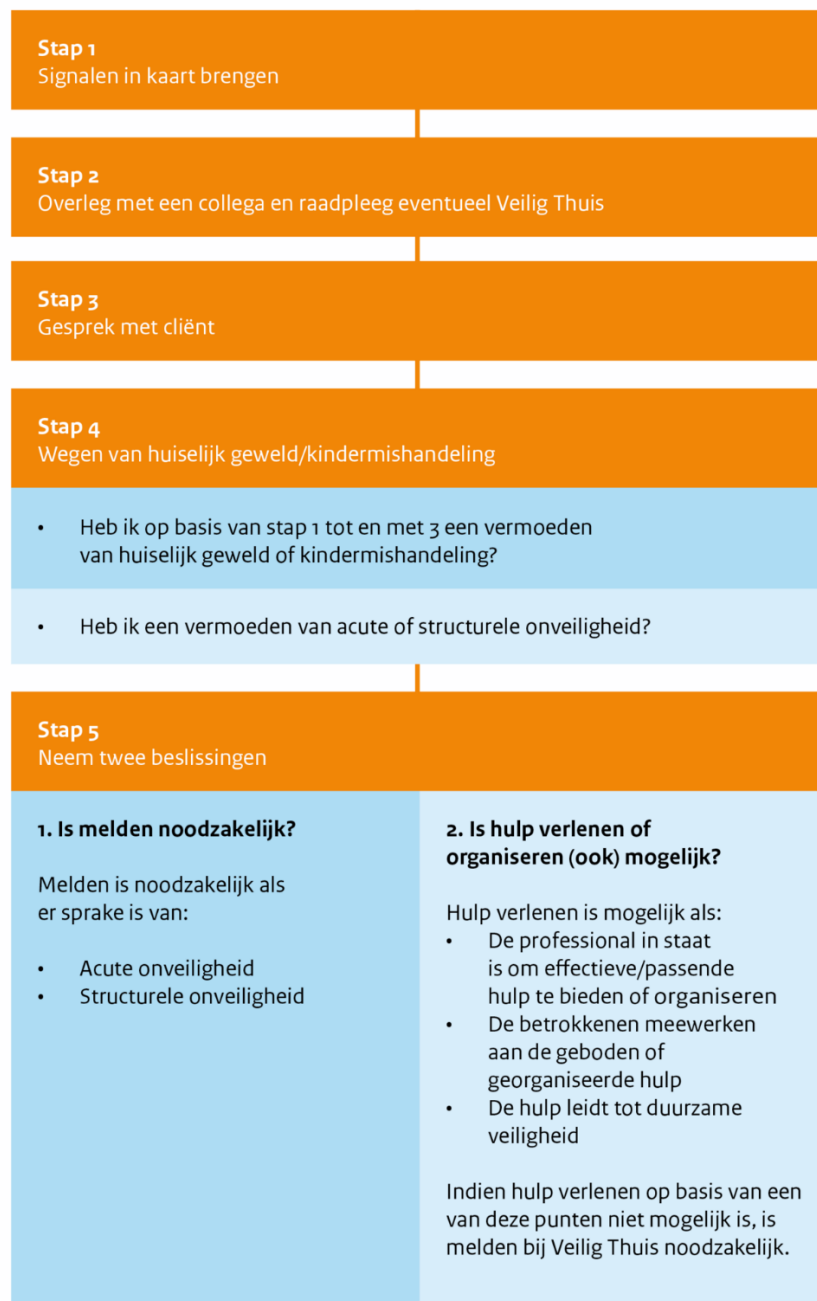 Stap 1
Signalen in kaart brengen
Stap 2
Overleg met een collega en raadpleeg eventueel Veilig Thuis
Stap 3
Gesprek met cliënt
Stap 4
Wegen van huiselijk geweld/kindermishandeling
• Heb ik op basis van stap 1 tot en met 3 een vermoeden
van huiselijk geweld of kindermishandeling?
• Heb ik een vermoeden van acute of structurele onveiligheid?
Stap 5
Neem twee beslissingen
1. Is melden noodzakelijk?
Melden is noodzakelijk als
er sprake is van:
• Acute onveiligheid
• Structurele onveiligheid
2. Is hulp verlenen of
organiseren (ook) mogelijk?
Hulp verlenen is mogelijk als:
• De professional in staat
is om effectieve/passende
hulp te bieden of organiseren
• De betrokkenen meewerken
aan de geboden of
georganiseerde hulp
• De hulp leidt tot duurzame
veiligheid
Indien hulp verlenen op basis van een
van deze punten niet mogelijk is, is
melden bij Veilig Thuis noodzakelijk.